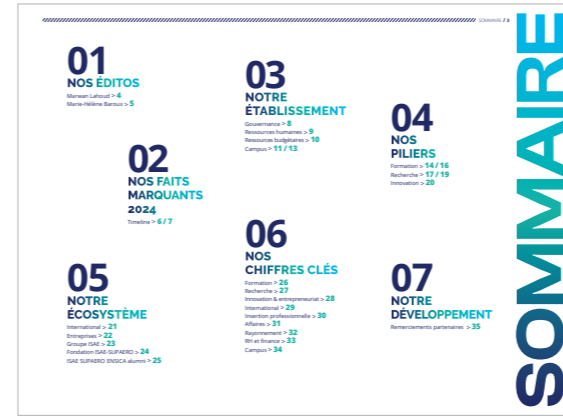 SOMMAIRE / 3
SOMMAIRE
01
NOS ÉDITOS
Marwan Lahoud > 4
Marie-Hélène Baroux > 5
02
NOS FAITS
MARQUANTS
2024
Timeline > 6 / 7
03
NOTRE
ÉTABLISSEMENT
Gouvernance > 8
Ressources humaines > 9
Ressources budgétaires > 10
Campus > 11 / 13
04
NOS
PILIERS
Formation > 14 / 16
Recherche > 17 / 19
Innovation > 20
05
NOTRE
ÉCOSYSTÈME
International > 21
Entreprises > 22
Groupe ISAE > 23
Fondation ISAE-SUPAERO > 24
ISAE SUPAERO ENSICA alumni > 25
06
NOS
CHIFFRES CLÉS
Formation > 26
Recherche > 27
Innovation & entrepreneuriat > 28
International > 29
Insertion professionnelle > 30
Affaires > 31
Rayonnement > 32
RH et finance > 33
Campus > 34
07
NOTRE
DÉVELOPPEMENT
Remerciements partenaires > 35